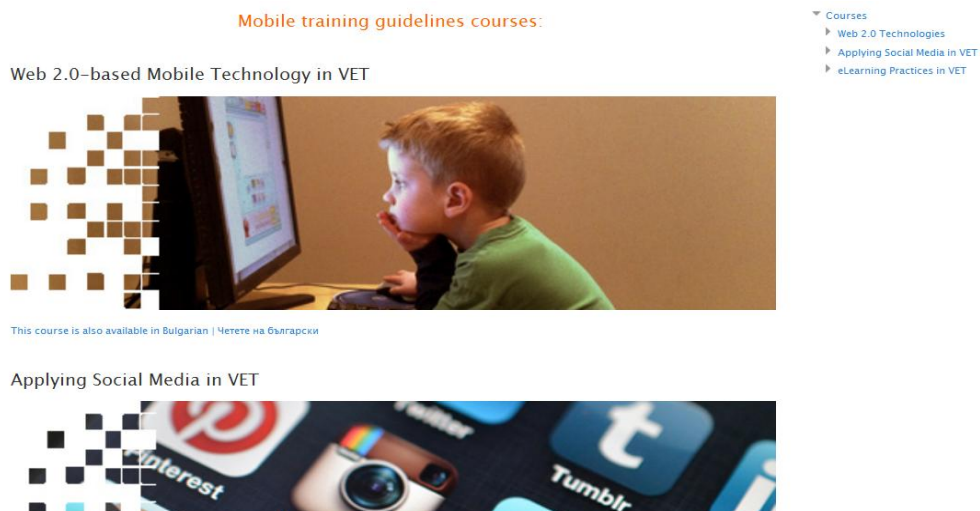 Mobile training guidelines courses:
Web 2.0-based Mobile Technology in VET
This course is also available in Bulgarian | Четете на български
Applying Social Media in VET
Pinterest
Twitter
Tumblr
Courses
Web 2.0 Technologies
Applying Social Media in VET
eLearning Practices in VET